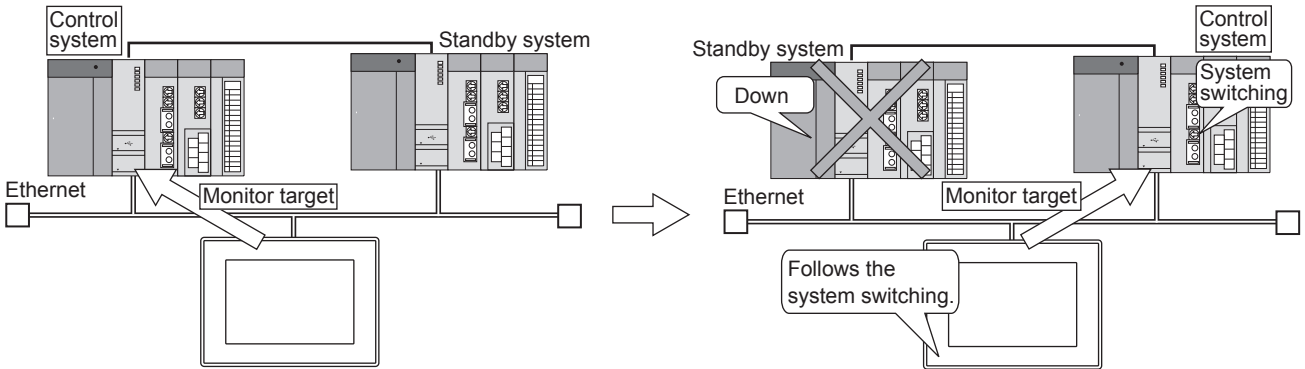 Control
system
Standby system
Ethernet
Monitor target
Standby system
Control
system
Down
System
switching
Ethernet
Monitor target
Follows the
system switching.